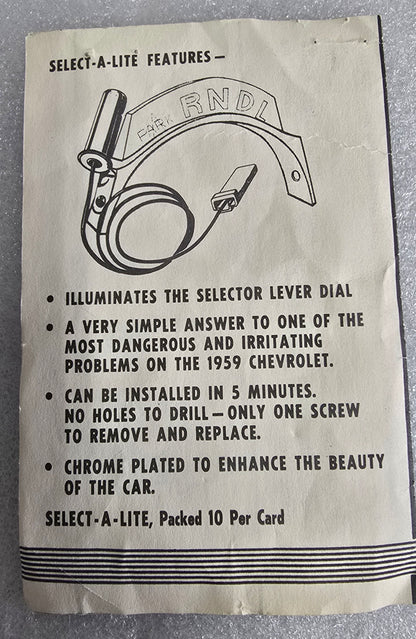 SELECT-A-LITE FEATURES —
PARK RNDL
• ILLUMINATES THE SELECTOR LEVER DIAL
• A VERY SIMPLE ANSWER TO ONE OF THE
MOST DANGEROUS AND IRRITATING
PROBLEMS ON THE 1959 CHEVROLET.
• CAN BE INSTALLED IN 5 MINUTES.
NO HOLES TO DRILL — ONLY ONE SCREW
TO REMOVE AND REPLACE.
• CHROME PLATED TO ENHANCE THE BEAUTY
OF THE CAR.
SELECT-A-LITE, Packed 10 Per Card